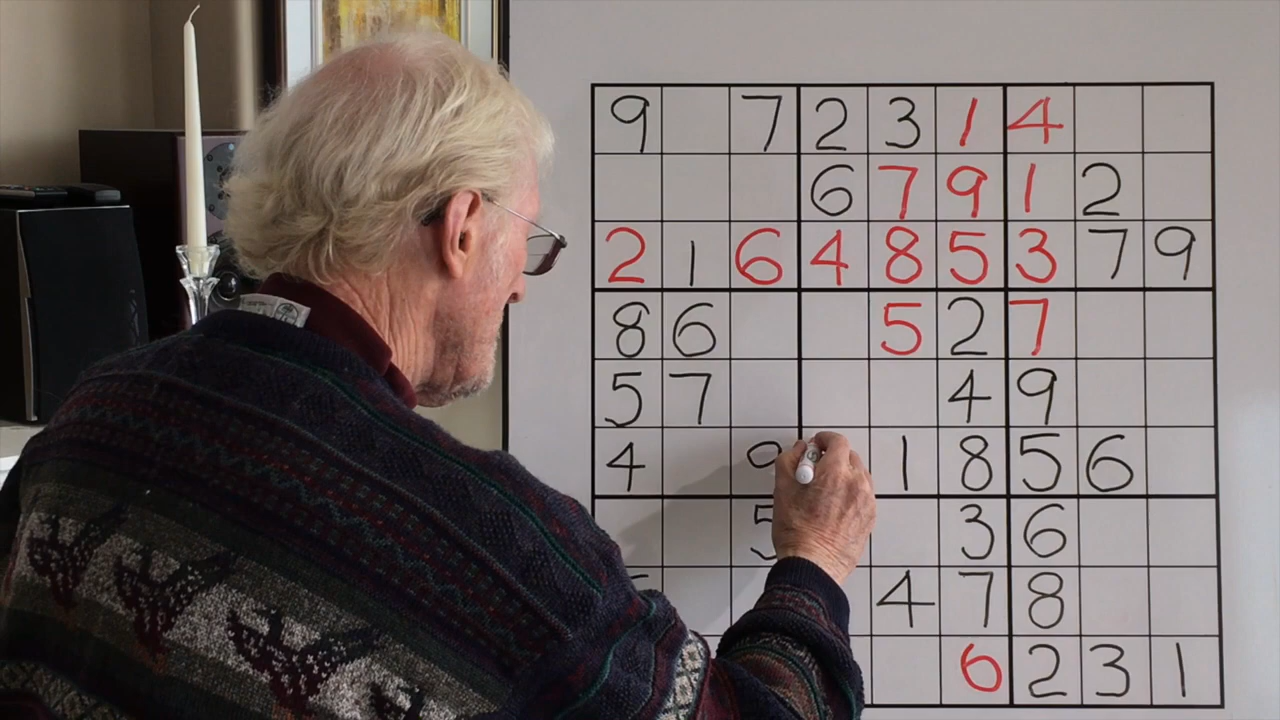 9 7 2 3 1 4
6 7 9 1 2
2 1 6 4 8 5 3 7 9
8 6 5 2 7
5 7 4 9
4 9 1 8 5 6
5 3 6
4 7 8
6 2 3 1